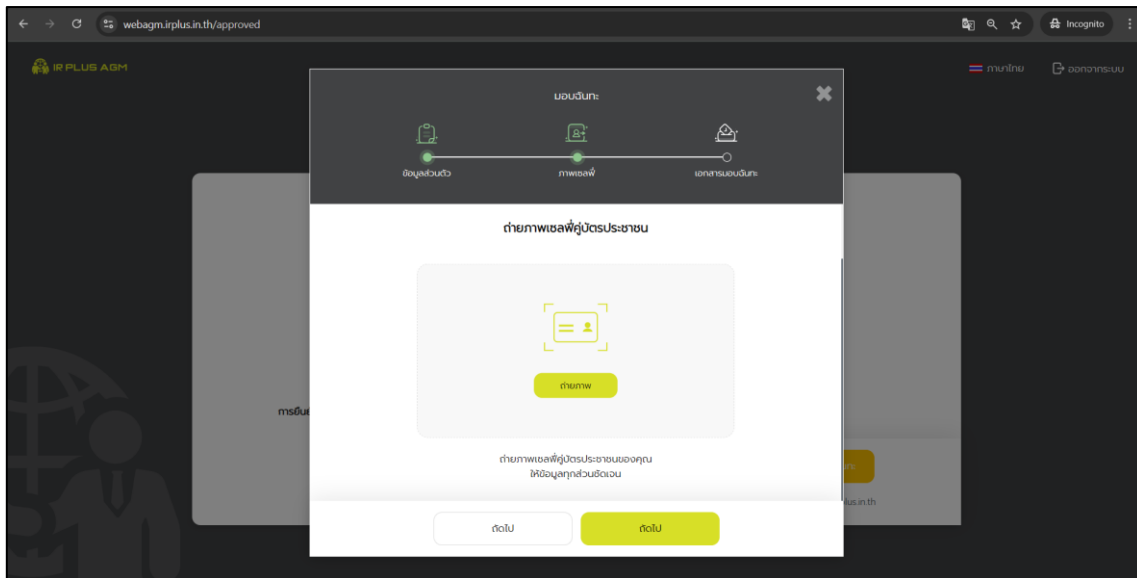 webagm.irplus.in.th/approved
Incognito
IR PLUS AGM
ภาษาไทย
ออกจากระบบ
มอบฉันทะ
ข้อมูลส่วนตัว
ภาพเซลฟี่
เอกสารมอบฉันทะ
ถ่ายภาพเซลฟี่คู่บัตรประชาชน
ถ่ายภาพ
ถ่ายภาพเซลฟี่คู่บัตรประชาชนของคุณ
ให้ข้อมูลทุกส่วนชัดเจน
ถัดไป
ถัดไป